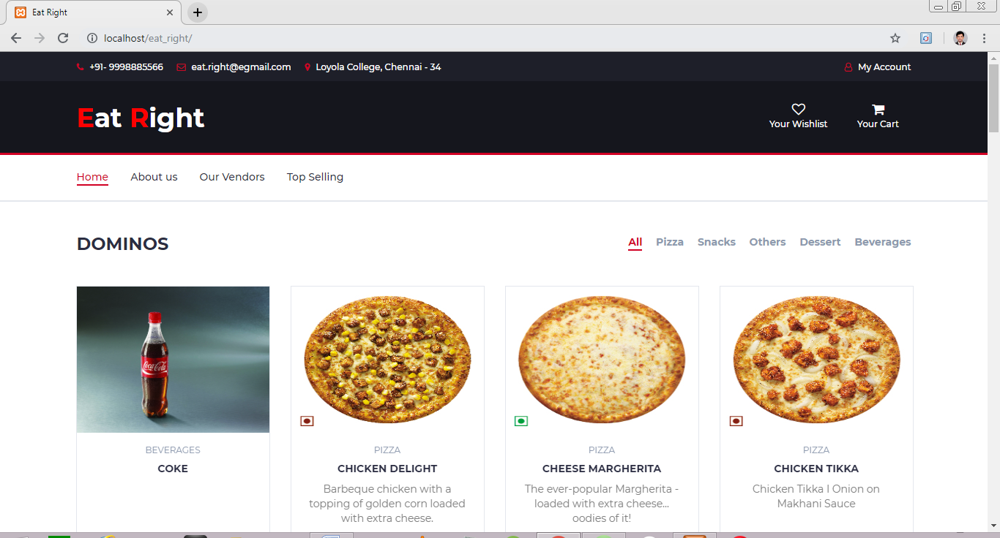 Eat Right
localhost/eat_right/
+91- 9998885566 eat.right@egmail.com Loyola College, Chennai - 34 My Account
Eat Right
Your Wishlist Your Cart
Home About us Our Vendors Top Selling
DOMINOS
All Pizza Snacks Others Dessert Beverages
Coca-Cola
BEVERAGES
COKE
PIZZA
CHICKEN DELIGHT
Barbeque chicken with a
topping of golden corn loaded
with extra cheese.
PIZZA
CHEESE MARGHERITA
The ever-popular Margherita -
loaded with extra cheese...
oodies of it!
PIZZA
CHICKEN TIKKA
Chicken Tikka I Onion on
Makhani Sauce